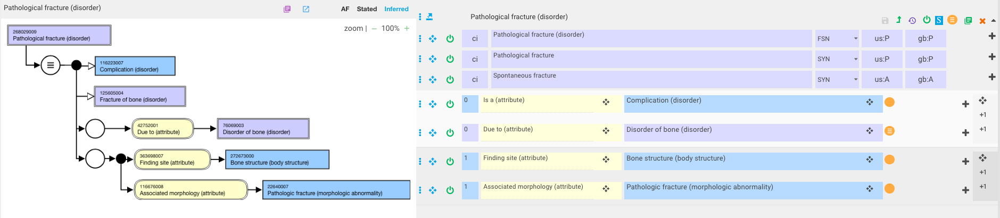 Pathological fracture (disorder)
AF Stated Inferred
zoom | − 100% +
268029009
Pathological fracture (disorder)
116223007
Complication (disorder)
125605004
Fracture of bone (disorder)
42752001
Due to (attribute)
76069003
Disorder of bone (disorder)
363698007
Finding site (attribute)
272673000
Bone structure (body structure)
116676008
Associated morphology (attribute)
22640007
Pathologic fracture (morphologic abnormality)
Pathological fracture (disorder)
S
ci Pathological fracture (disorder) FSN us:P gb:P
ci Pathological fracture SYN us:P gb:P
ci Spontaneous fracture SYN us:A gb:A
0 Is a (attribute) Complication (disorder)
+1
0 Due to (attribute) Disorder of bone (disorder) +1
1 Finding site (attribute) Bone structure (body structure)
+1
1 Associated morphology (attribute) Pathologic fracture (morphologic abnormality) +1